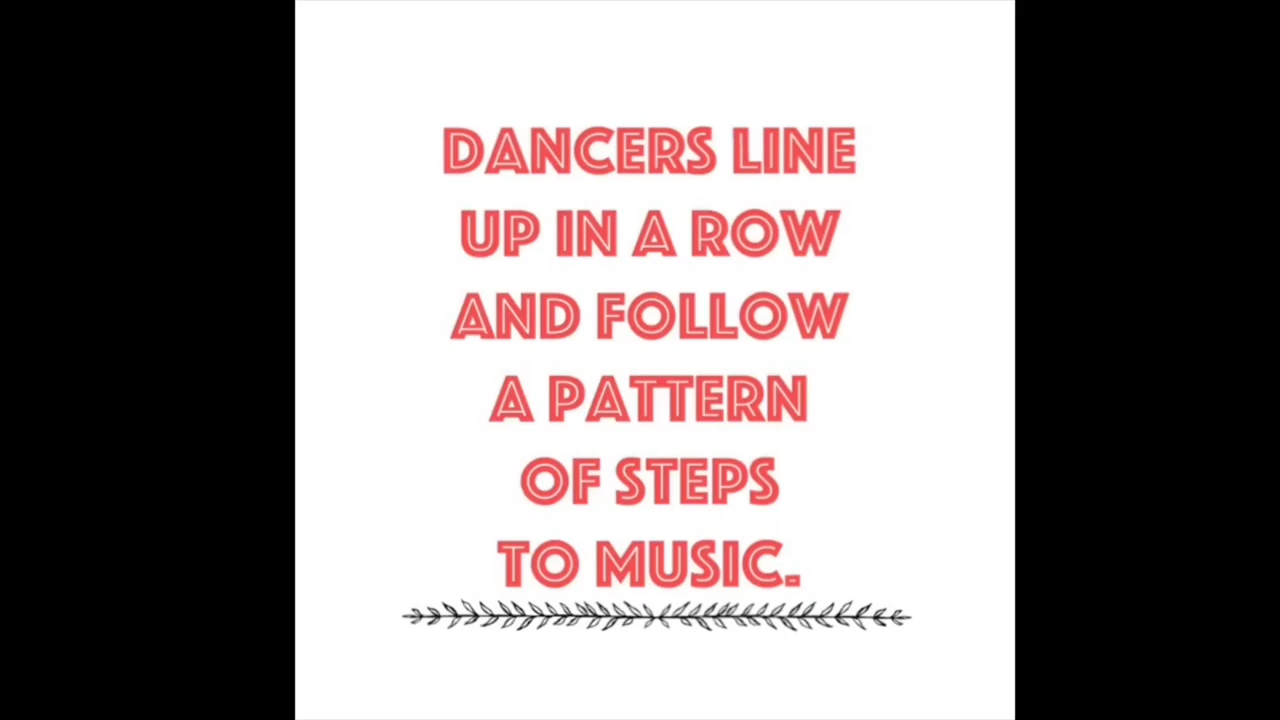 DANCERS LINE
UP IN A ROW
AND FOLLOW
A PATTERN
OF STEPS
TO MUSIC.